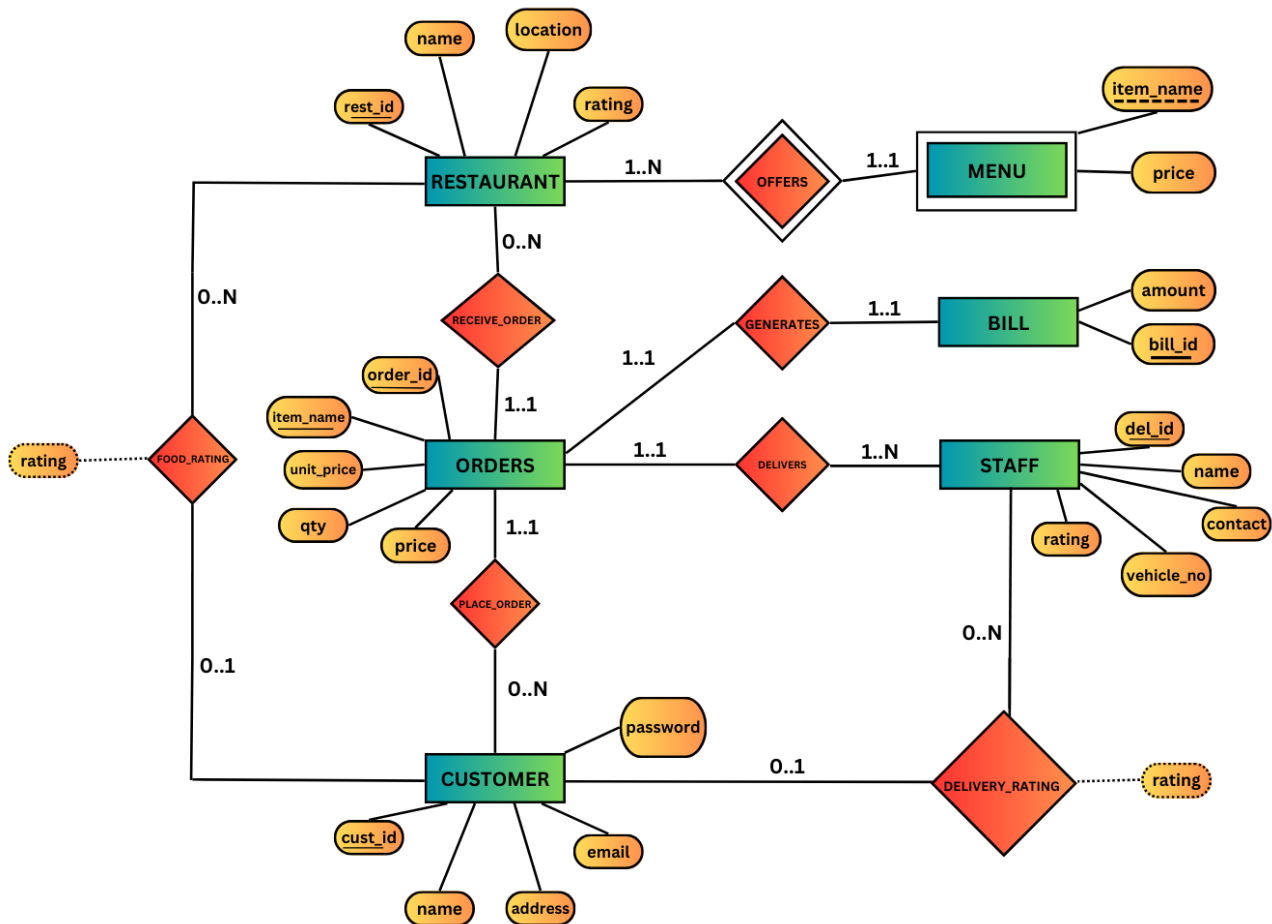 location
name
item_name
rest_id
rating
1..N
1..1
RESTAURANT
OFFERS
MENU
price
0..N
0..N
amount
RECEIVE_ORDER
GENERATES
1..1
BILL
bill_id
1..1
order_id
1..1
item_name
del_id
rating
FOOD_RATING
unit_price
ORDERS
1..1
DELIVERS
1..N
STAFF
name
qty
price
1..1
rating
contact
vehicle_no
PLACE_ORDER
0..N
0..1
0..N
password
CUSTOMER
0..1
DELIVERY_RATING
rating
cust_id
email
name
address